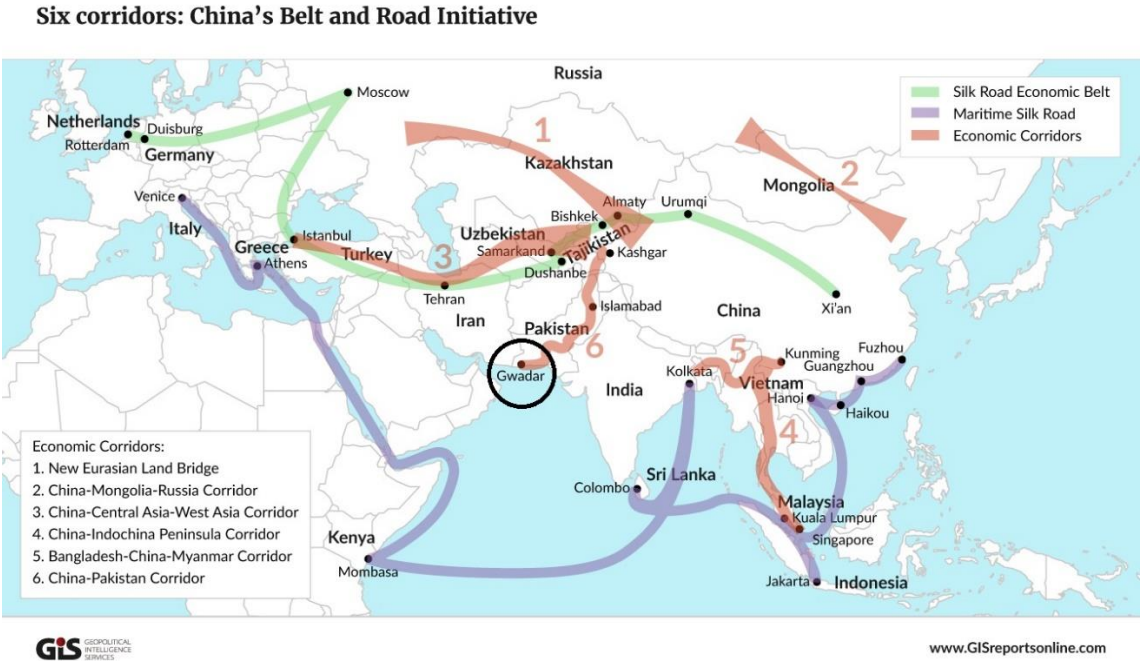 Six corridors: China's Belt and Road Initiative
Russia
Silk Road Economic Belt
Maritime Silk Road
Economic Corridors
Moscow
Netherlands
Duisburg
Rotterdam
Germany
1
Kazakhstan
2
Mongolia
Venice
Italy
Almaty
Urumqi
Bishkek
Uzbekistan
Tajikistan
Samarkand
Kashgar
Dushanbe
Istanbul
Greece
Athens
Turkey
3
Tehran
Iran
Islamabad
Pakistan
6
China
Xi'an
Gwadar
India
Kolkata
5
Kunming
Fuzhou
Guangzhou
Vietnam
Hanoi
Haikou
4
Economic Corridors:
1. New Eurasian Land Bridge
2. China-Mongolia-Russia Corridor
3. China-Central Asia-West Asia Corridor
4. China-Indochina Peninsula Corridor
5. Bangladesh-China-Myanmar Corridor
6. China-Pakistan Corridor
Sri Lanka
Colombo
Malaysia
Kuala Lumpur
Singapore
Kenya
Mombasa
Jakarta
Indonesia
GIS
GEOPOLITICAL
INTELLIGENCE
SERVICES
www.GISreportsonline.com